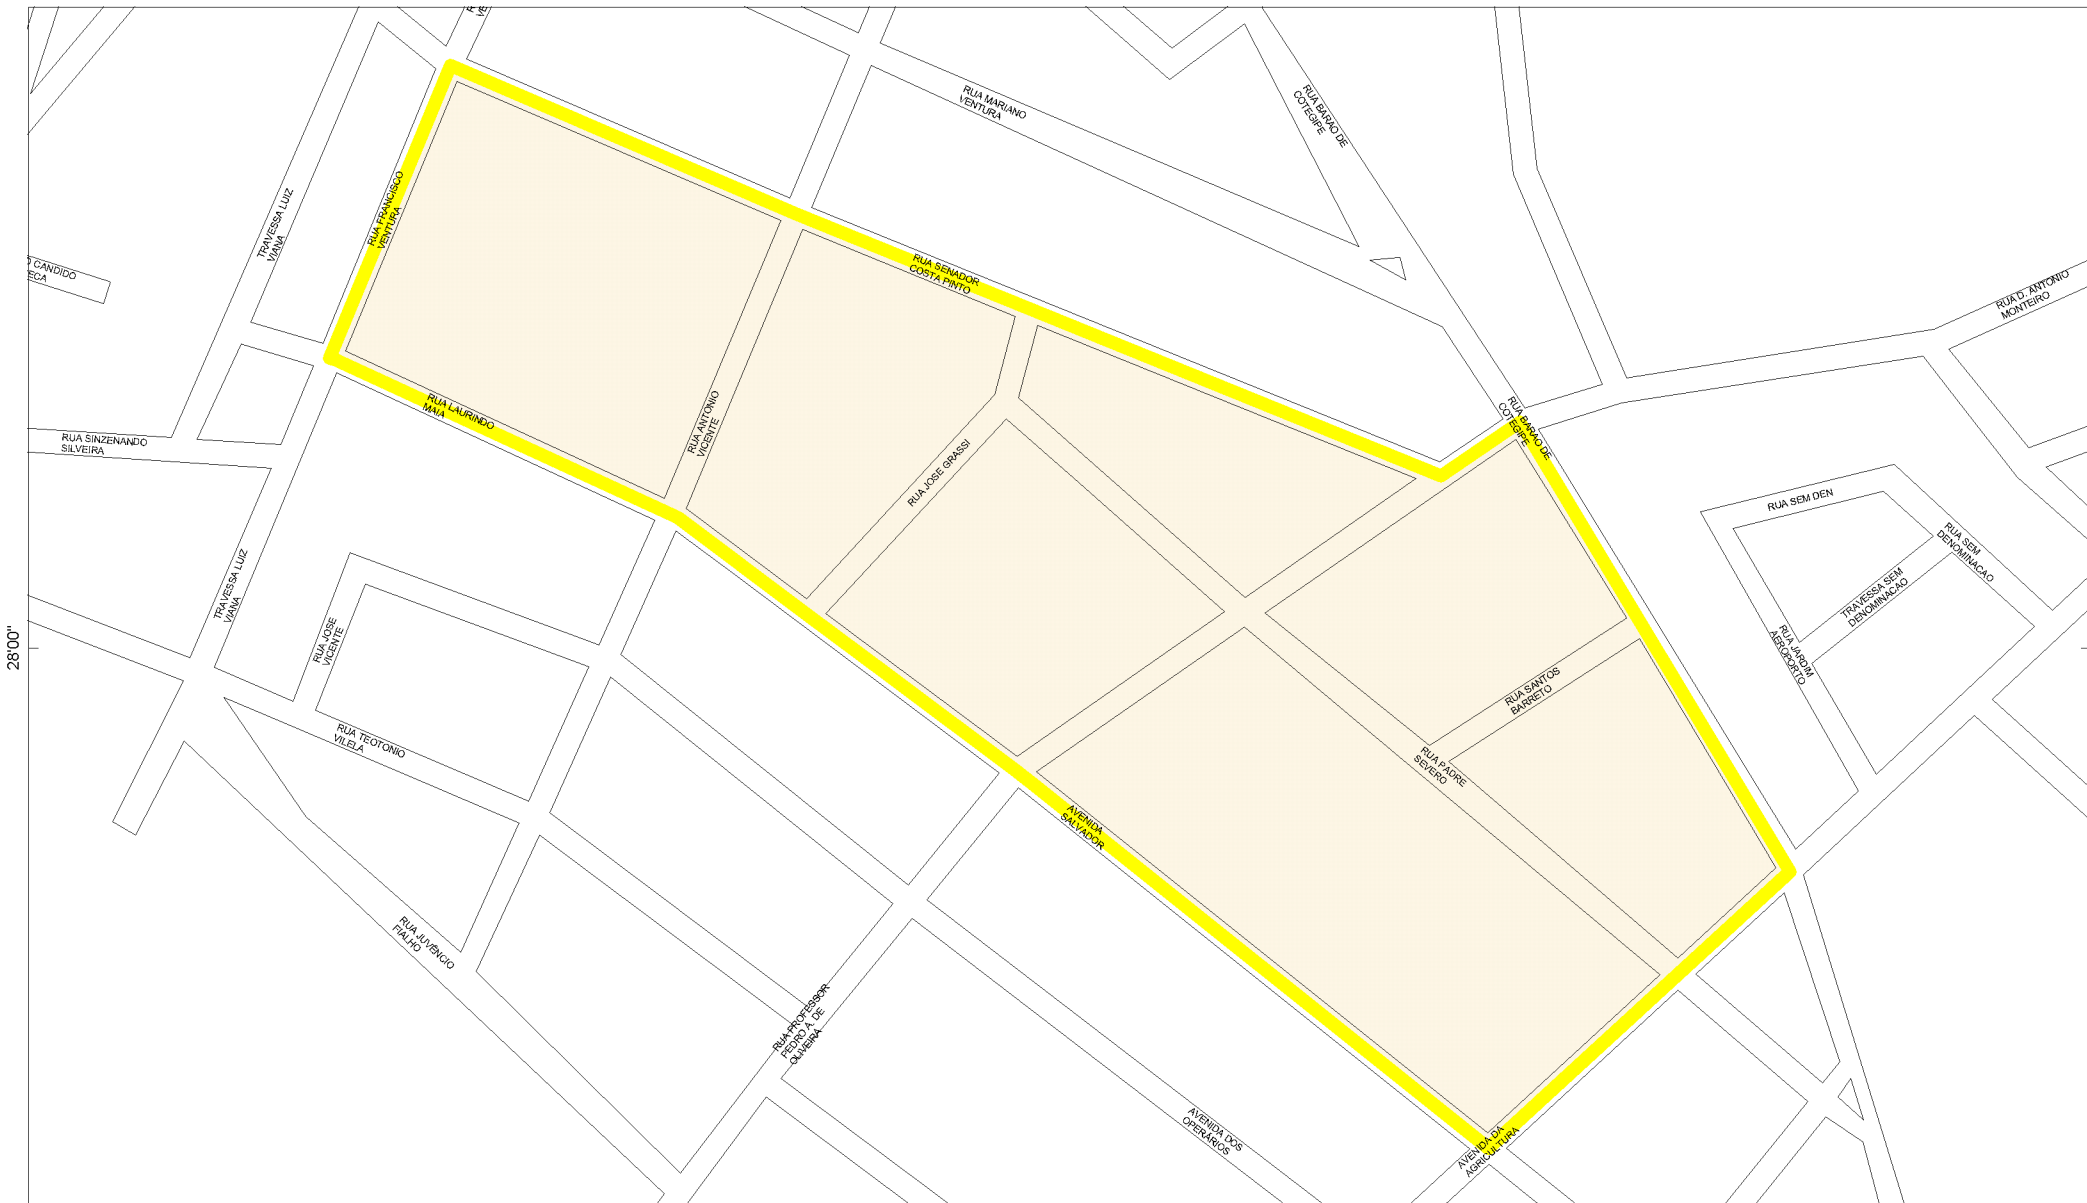 RUA MARIANO
VENTURA
RUA BARAO DE
COTEGIPE
RUA FRANCISCO
VENTURA
TRAVESSA LUIZ
VIANA
CANDIDO
RUA SENADOR
COSTA PINTO
RUA D. ANTONIO
MONTEIRO
RUA LAURINDO
MAIA
RUA ANTONIO
VICENTE
RUA BARAO DE
COTEGIPE
RUA SINZENANDO
SILVEIRA
RUA JOSE GRASSI
RUA SEM DEN
RUA SEM
DENOMINACAO
TRAVESSA SEM
DENOMINACAO
TRAVESSA LUIZ
VIANA
RUA JOSE
VICENTE
28'00"
RUA JARDIM
AEROPORTO
RUA SANTOS
BARRETO
RUA TEOTONIO
VILELA
RUA PADRE
SEVERO
AVENIDA
SALVADOR
RUA JUVÊNCIO
FIALHO
RUA PROFESSOR
PEDRO A. DE
OLIVEIRA
AVENIDA DOS
OPERÁRIOS
AVENIDA DA
AGRICULTURA